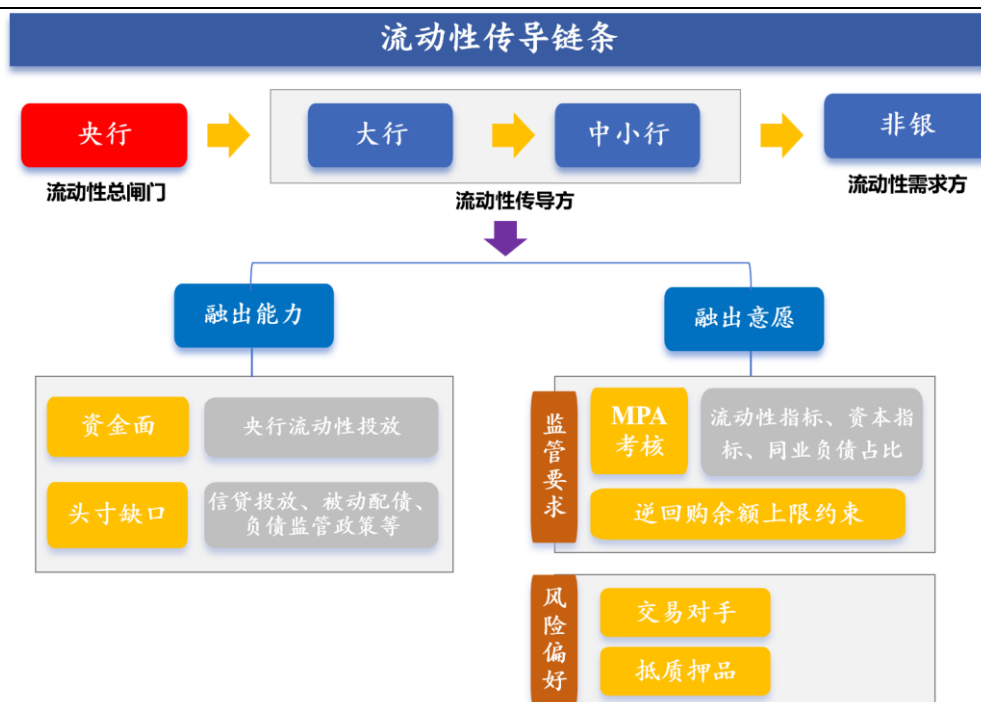 流动性传导链条
央行
大行
中小行
非银
流动性总闸门
流动性传导方
流动性需求方
融出能力
融出意愿
资金面
央行流动性投放
头寸缺口
信贷投放、被动配债、
负债监管政策等
监管要求
MPA
考核
流动性指标、资本指
标、同业负债占比
逆回购余额上限约束
风险偏好
交易对手
抵质押品